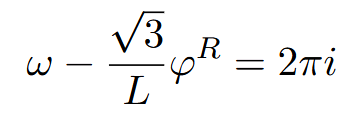 ω − √3/L φ^R = 2πi